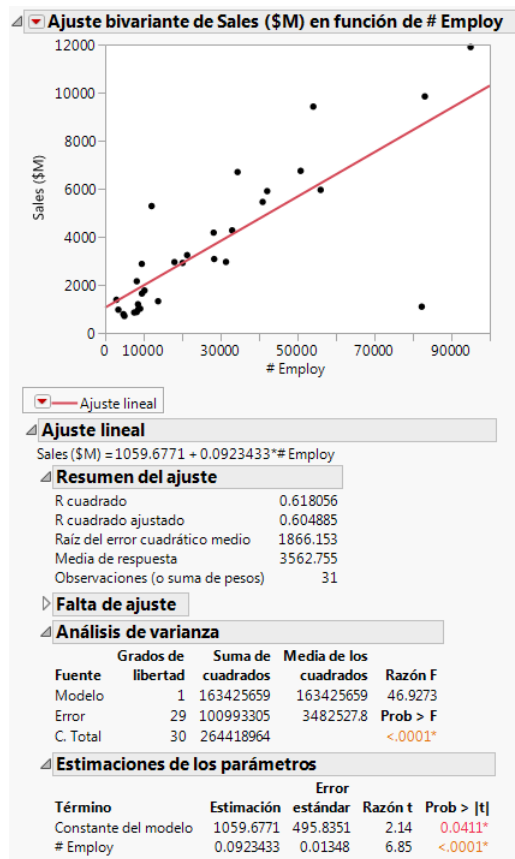 Ajuste bivariante de Sales ($M) en función de # Employ
12000
10000
8000
6000
4000
2000
0
Sales ($M)
0 10000 30000 50000 70000 90000
# Employ
Ajuste lineal
Ajuste lineal
Sales ($M) = 1059.6771 + 0.0923433*# Employ
Resumen del ajuste
R cuadrado 0.618056
R cuadrado ajustado 0.604885
Raíz del error cuadrático medio 1866.153
Media de respuesta 3562.755
Observaciones (o suma de pesos) 31
Falta de ajuste
Análisis de varianza
Grados de Suma de Media de los
Fuente libertad cuadrados cuadrados Razón F
Modelo 1 163425659 163425659 46.9273
Error 29 100993305 3482527.8 Prob > F
C. Total 30 264418964 <.0001*
Estimaciones de los parámetros
Error
Término Estimación estándar Razón t Prob > |t|
Constante del modelo 1059.6771 495.8351 2.14 0.0411*
# Employ 0.0923433 0.01348 6.85 <.0001*